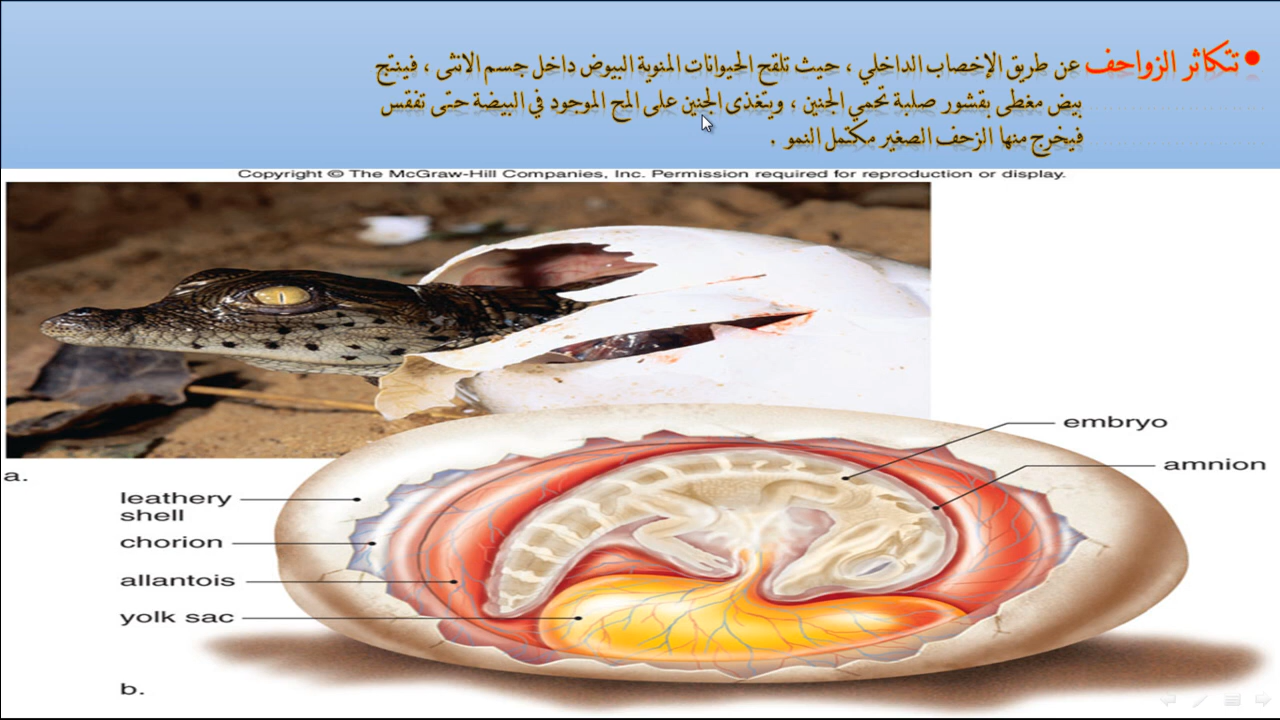 • تتكاثر الزواحف عن طريق الإخصاب الداخلي ، حيث تلقح الحيوانات المنوية البيوض داخل جسم الانثى ، فينتج
بيض مغطى بقشور صلبة تحمي الجنين ، ويتغذى الجنين على المح الموجود في البيضة حتى تفقس
فيخرج منها الزحف الصغير مكتمل النمو .
Copyright © The McGraw-Hill Companies, Inc. Permission required for reproduction or display.
a.
embryo
amnion
leathery
shell
chorion
allantois
yolk sac
b.